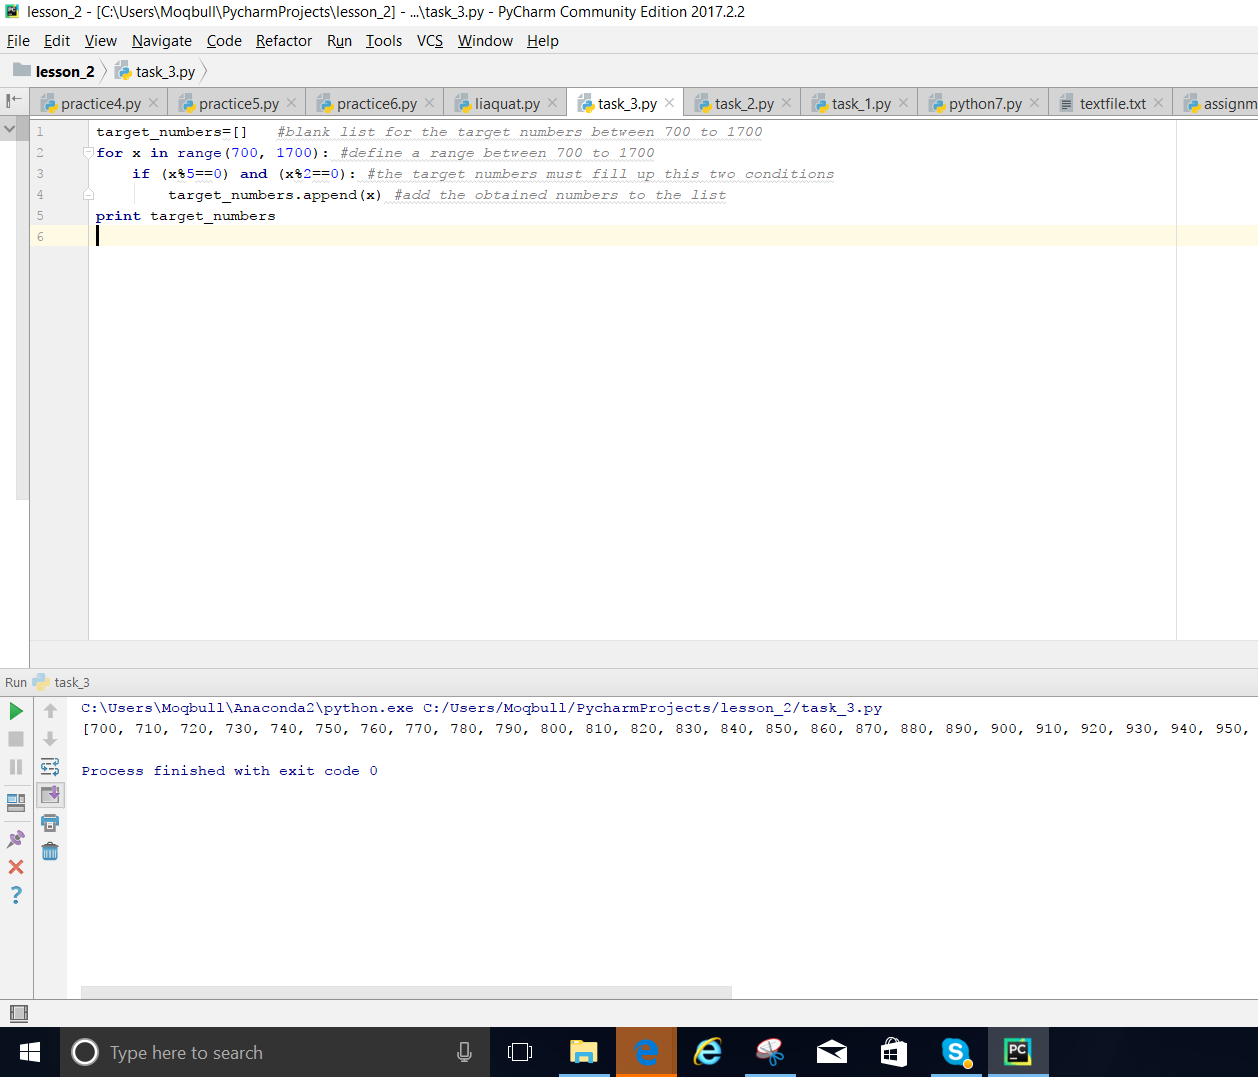 lesson_2 - [C:\Users\Moqbull\PycharmProjects\lesson_2] - ...\task_3.py - PyCharm Community Edition 2017.2.2
File Edit View Navigate Code Refactor Run Tools VCS Window Help
lesson_2 task_3.py
practice4.py practice5.py practice6.py liaquat.py task_3.py task_2.py task_1.py python7.py textfile.txt assignm
1 target_numbers=[] #blank list for the target numbers between 700 to 1700
2 for x in range(700, 1700): #define a range between 700 to 1700
3 if (x%5==0) and (x%2==0): #the target numbers must fill up this two conditions
4 target_numbers.append(x) #add the obtained numbers to the list
5 print target_numbers
6
Run task_3
C:\Users\Moqbull\Anaconda2\python.exe C:/Users/Moqbull/PycharmProjects/lesson_2/task_3.py
[700, 710, 720, 730, 740, 750, 760, 770, 780, 790, 800, 810, 820, 830, 840, 850, 860, 870, 880, 890, 900, 910, 920, 930, 940, 950,
Process finished with exit code 0
Type here to search
PC